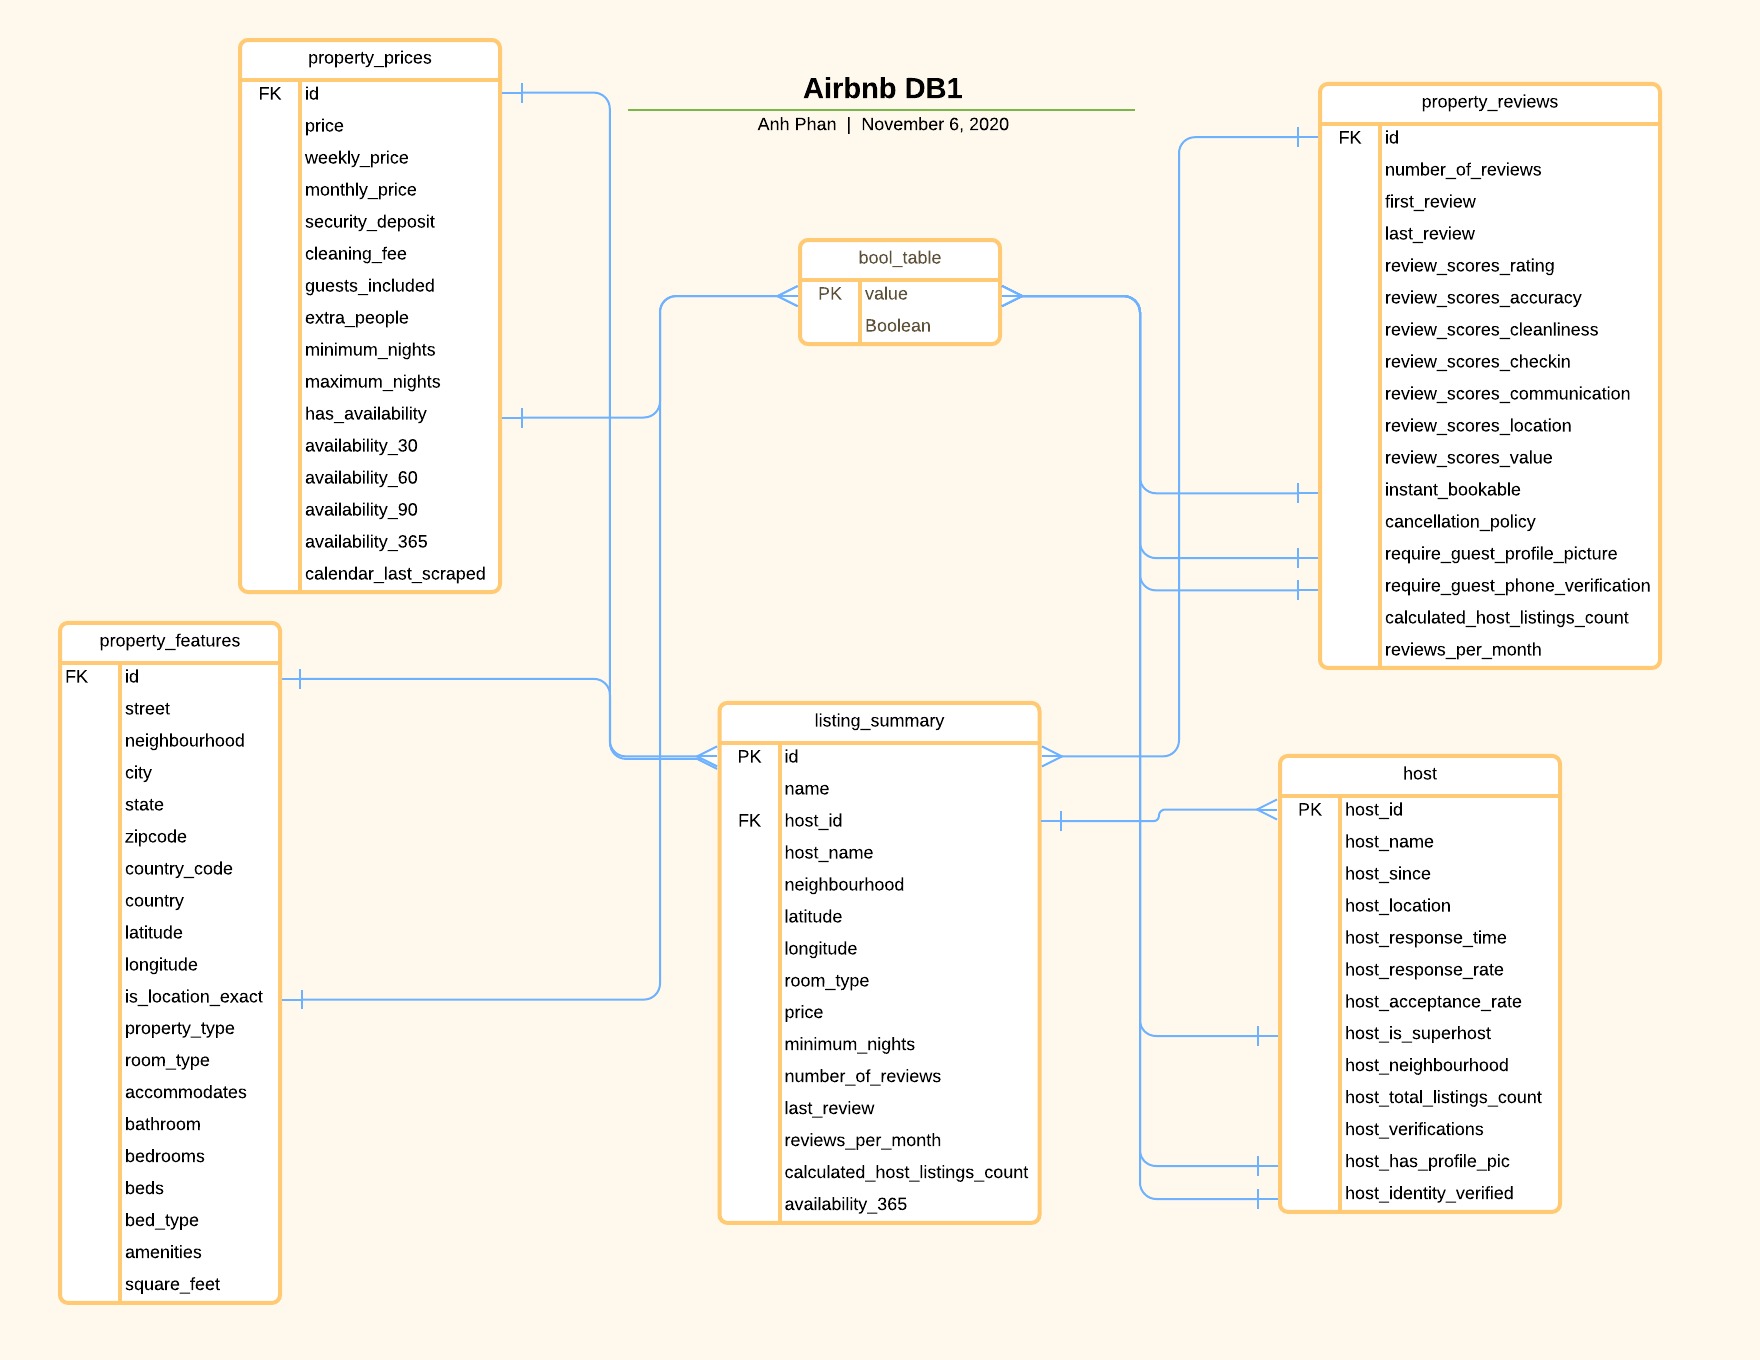 Airbnb DB1
Anh Phan | November 6, 2020
property_prices
FK id
price
weekly_price
monthly_price
security_deposit
cleaning_fee
guests_included
extra_people
minimum_nights
maximum_nights
has_availability
availability_30
availability_60
availability_90
availability_365
calendar_last_scraped
property_reviews
FK id
number_of_reviews
first_review
last_review
review_scores_rating
review_scores_accuracy
review_scores_cleanliness
review_scores_checkin
review_scores_communication
review_scores_location
review_scores_value
instant_bookable
cancellation_policy
require_guest_profile_picture
require_guest_phone_verification
calculated_host_listings_count
reviews_per_month
bool_table
PK value
Boolean
property_features
FK id
street
neighbourhood
city
state
zipcode
country_code
country
latitude
longitude
is_location_exact
property_type
room_type
accommodates
bathroom
bedrooms
beds
bed_type
amenities
square_feet
listing_summary
PK id
name
FK host_id
host_name
neighbourhood
latitude
longitude
room_type
price
minimum_nights
number_of_reviews
last_review
reviews_per_month
calculated_host_listings_count
availability_365
host
PK host_id
host_name
host_since
host_location
host_response_time
host_response_rate
host_acceptance_rate
host_is_superhost
host_neighbourhood
host_total_listings_count
host_verifications
host_has_profile_pic
host_identity_verified